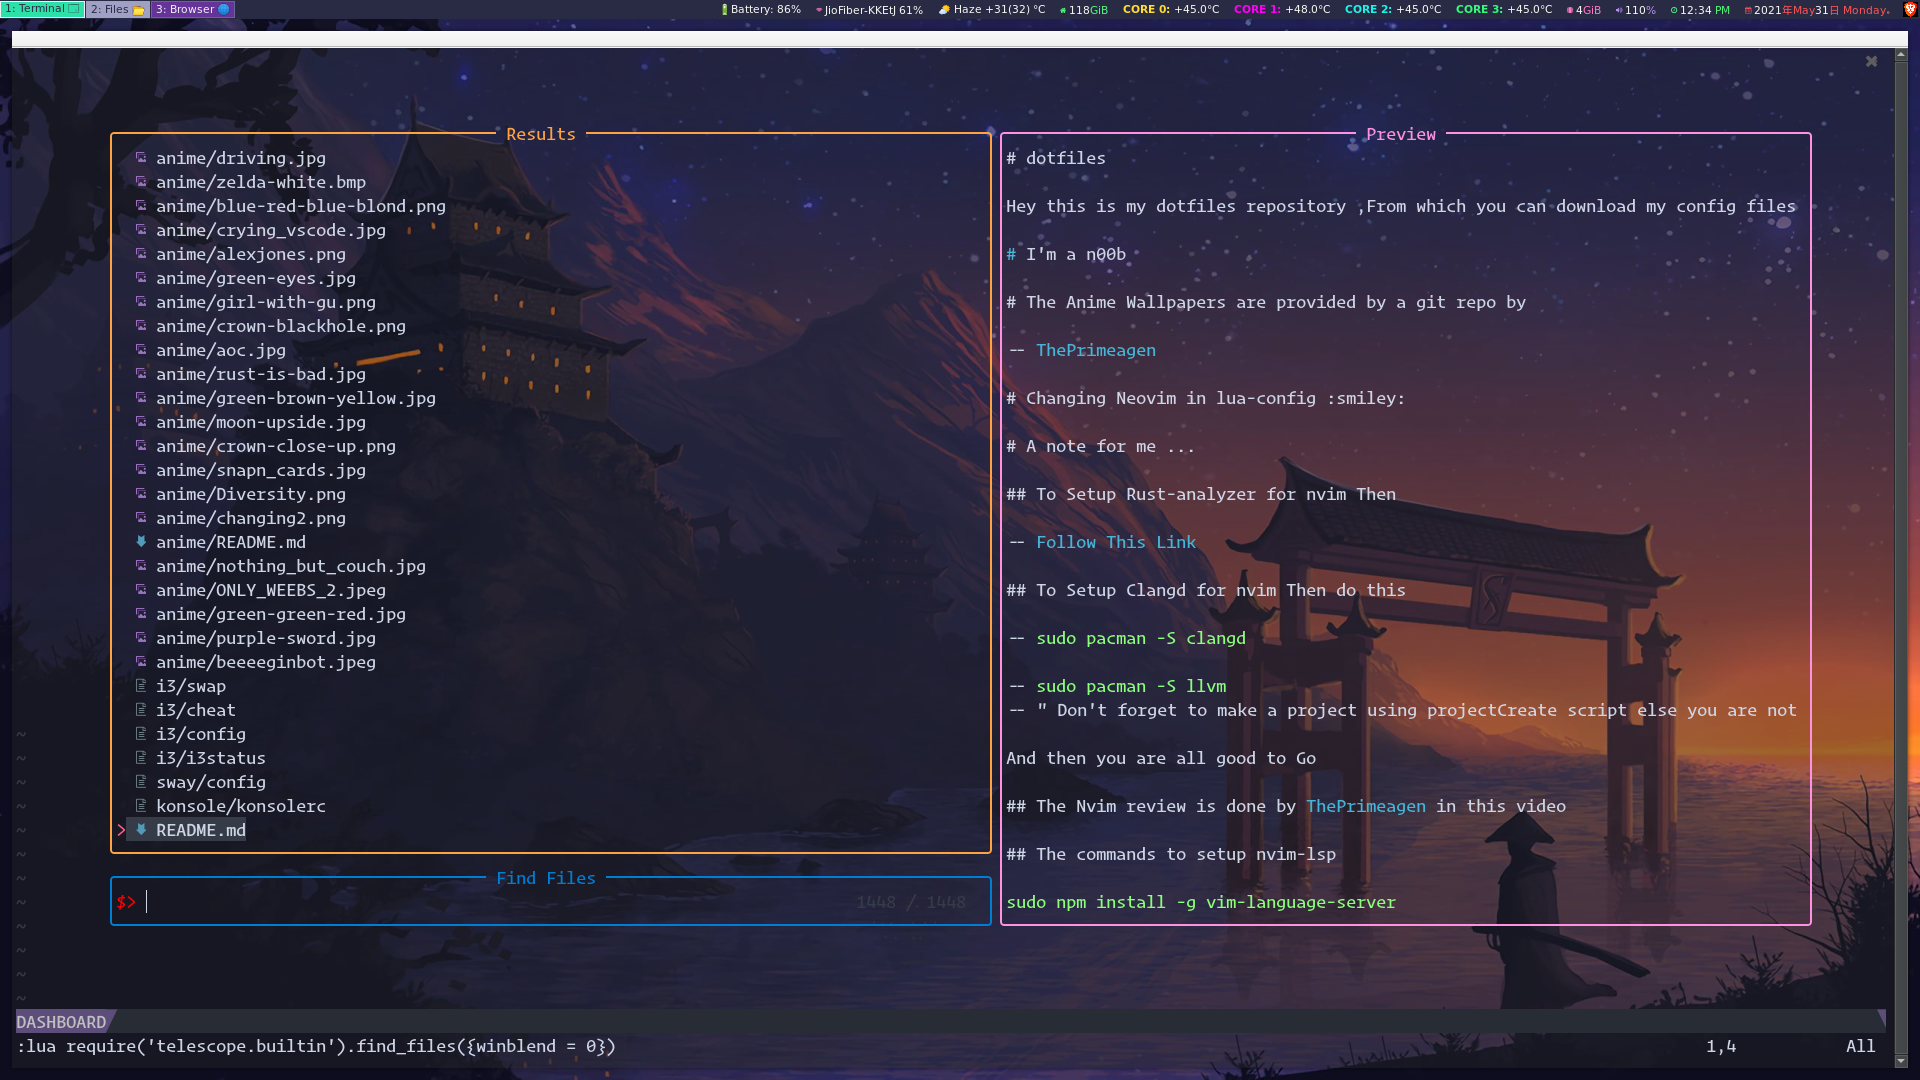 1: Terminal
2: Files
3: Browser
Battery: 86%
JioFiber-KKEtJ 61%
Haze +31(32) °C
118GiB
CORE 0: +45.0°C
CORE 1: +48.0°C
CORE 2: +45.0°C
CORE 3: +45.0°C
4GiB
110%
12:34 PM
2021年May31日 Monday。
Results
anime/driving.jpg
anime/zelda-white.bmp
anime/blue-red-blue-blond.png
anime/crying_vscode.jpg
anime/alexjones.png
anime/green-eyes.jpg
anime/girl-with-gu.png
anime/crown-blackhole.png
anime/aoc.jpg
anime/rust-is-bad.jpg
anime/green-brown-yellow.jpg
anime/moon-upside.jpg
anime/crown-close-up.png
anime/snapn_cards.jpg
anime/Diversity.png
anime/changing2.png
anime/README.md
anime/nothing_but_couch.jpg
anime/ONLY_WEEBS_2.jpeg
anime/green-green-red.jpg
anime/purple-sword.jpg
anime/beeeeginbot.jpeg
i3/swap
i3/cheat
i3/config
i3/i3status
sway/config
konsole/konsolerc
> README.md
Find Files
$>
1448 / 1448
Preview
# dotfiles
Hey this is my dotfiles repository ,From which you can download my config files
# I'm a n00b
# The Anime Wallpapers are provided by a git repo by
-- ThePrimeagen
# Changing Neovim in lua-config :smiley:
# A note for me ...
## To Setup Rust-analyzer for nvim Then
-- Follow This Link
## To Setup Clangd for nvim Then do this
-- sudo pacman -S clangd
-- sudo pacman -S llvm
-- " Don't forget to make a project using projectCreate script else you are not
And then you are all good to Go
## The Nvim review is done by ThePrimeagen in this video
## The commands to setup nvim-lsp
sudo npm install -g vim-language-server
~
~
~
~
~
~
~
~
~
~
~
~
DASHBOARD
:lua require('telescope.builtin').find_files({winblend = 0})
1,4
All